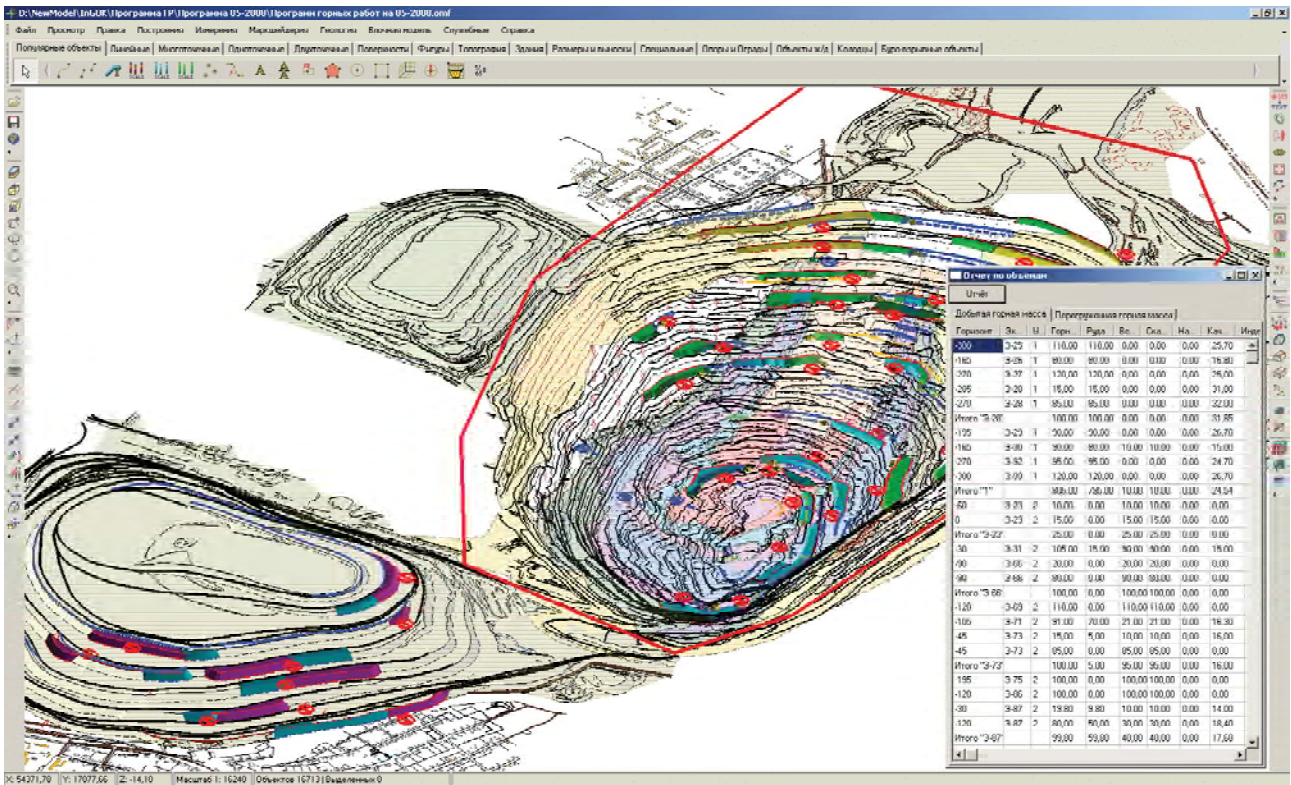 D:\NewModel\InGOK\Программа ГР\Программа 05-2008\Програмн горных работ на 05-2008.omf
Файл Просмотр Правка Построения Измерения Маркшейдерия Геология Блочная модель Служебные Справка
Популярные объекты Линейные Многоточечные Одноточечные Двухточечные Поверхности Фигуры Топография Здания Размеры и выноски Специальные Опоры и Ограды Объекты ж/д Колодцы Буро-взрывные объекты
Отчет по объемам
Отчёт
Добытая горная масса Перегруженная горная масса
Горизонт Эк... У... Горн... Руда Вс... Ска... На... Кач... Инде
-300 Э-25 1 110,00 110,00 0,00 0,00 0,00 25,70
-165 Э-26 1 80,00 80,00 0,00 0,00 0,00 16,80
-270 Э-27 1 120,00 120,00 0,00 0,00 0,00 25,00
-285 Э-28 1 15,00 15,00 0,00 0,00 0,00 31,00
-270 Э-28 1 85,00 85,00 0,00 0,00 0,00 32,00
Итого "Э-28" 100,00 100,00 0,00 0,00 0,00 31,85
-195 Э-29 1 90,00 90,00 0,00 0,00 0,00 26,70
-165 1 90,00 80,00 10,00 10,00 0,00 15,00
-270 1 95,00 95,00 0,00 0,00 0,00 24,70
-300 1 120,00 120,00 0,00 0,00 0,00 26,70
Итого "1" 805,00 795,00 10,00 10,00 0,00 24,54
-60 Э-23 2 10,00 0,00 10,00 10,00 0,00 0,00
0 Э-23 2 15,00 0,00 15,00 15,00 0,00 0,00
Итого "Э-23" 25,00 0,00 25,00 25,00 0,00 0,00
-30 Э-31 2 105,00 15,00 90,00 90,00 0,00 15,00
-90 Э-66 2 20,00 0,00 20,00 20,00 0,00 0,00
-90 Э-66 2 80,00 0,00 80,00 80,00 0,00 0,00
Итого "Э-66" 100,00 0,00 100,00 100,00 0,00 0,00
-120 Э-69 2 110,00 0,00 110,00 110,00 0,00 0,00
-105 Э-71 2 91,00 70,00 21,00 21,00 0,00 16,30
-45 Э-73 2 15,00 5,00 10,00 10,00 0,00 16,00
-45 Э-73 2 85,00 0,00 85,00 85,00 0,00 0,00
Итого "Э-73" 100,00 5,00 95,00 95,00 0,00 16,00
-195 Э-75 2 100,00 0,00 100,00 100,00 0,00 0,00
-120 Э-86 2 100,00 0,00 100,00 100,00 0,00 0,00
-30 Э-87 2 19,80 9,80 10,00 10,00 0,00 14,00
-120 Э-87 2 80,00 50,00 30,00 30,00 0,00 18,40
Итого "Э-87" 99,80 59,80 40,00 40,00 0,00 17,68
X: 54371,70 Y: 17077,66 Z: -14,10 Масштаб 1: 16240 Объектов 16713 Выделенных 0